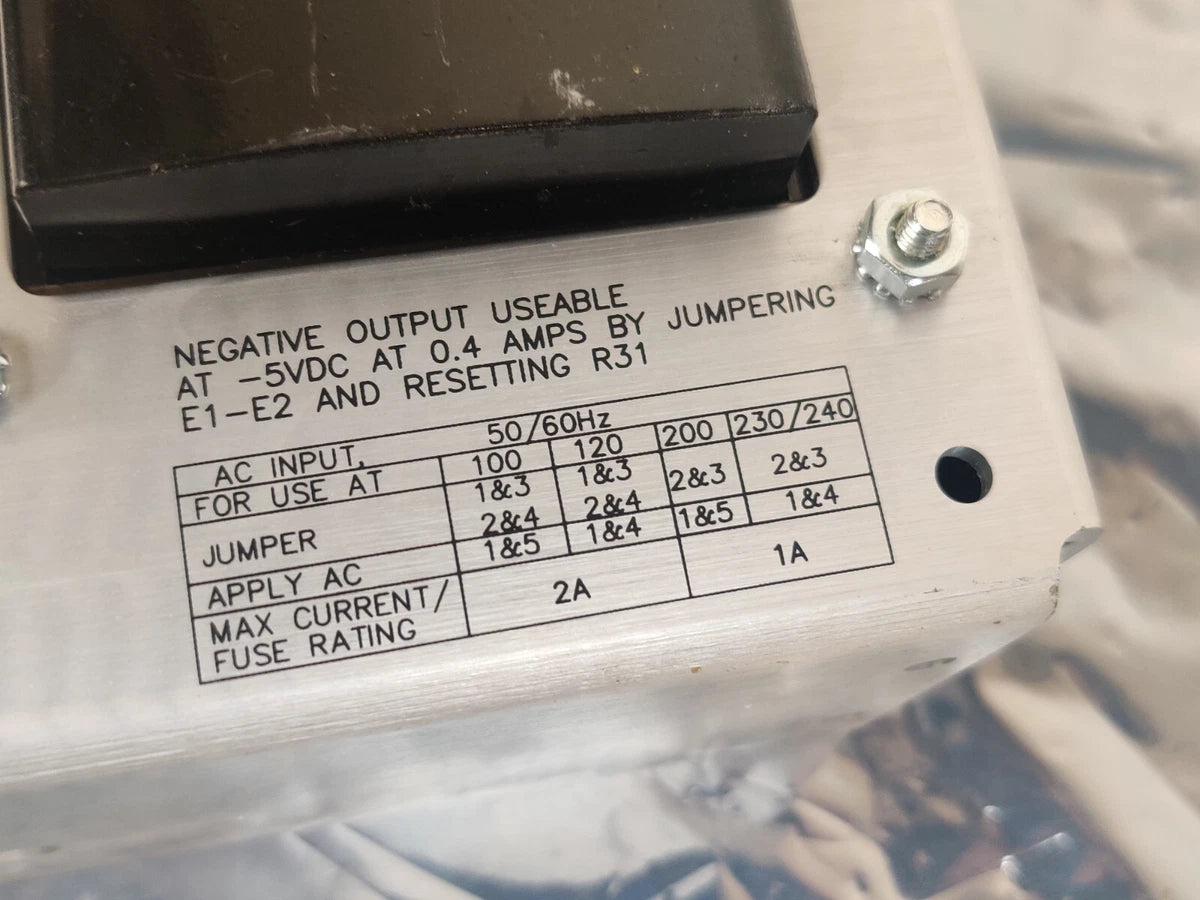 NEGATIVE OUTPUT USEABLE
AT -5VDC AT 0.4 AMPS BY JUMPERING
E1-E2 AND RESETTING R31
AC INPUT, 50/60Hz
FOR USE AT 100 120 200 230/240
JUMPER 1&3 1&3 2&3 2&3
2&4 2&4
APPLY AC 1&5 1&4 1&5 1&4
MAX CURRENT/ 2A 1A
FUSE RATING